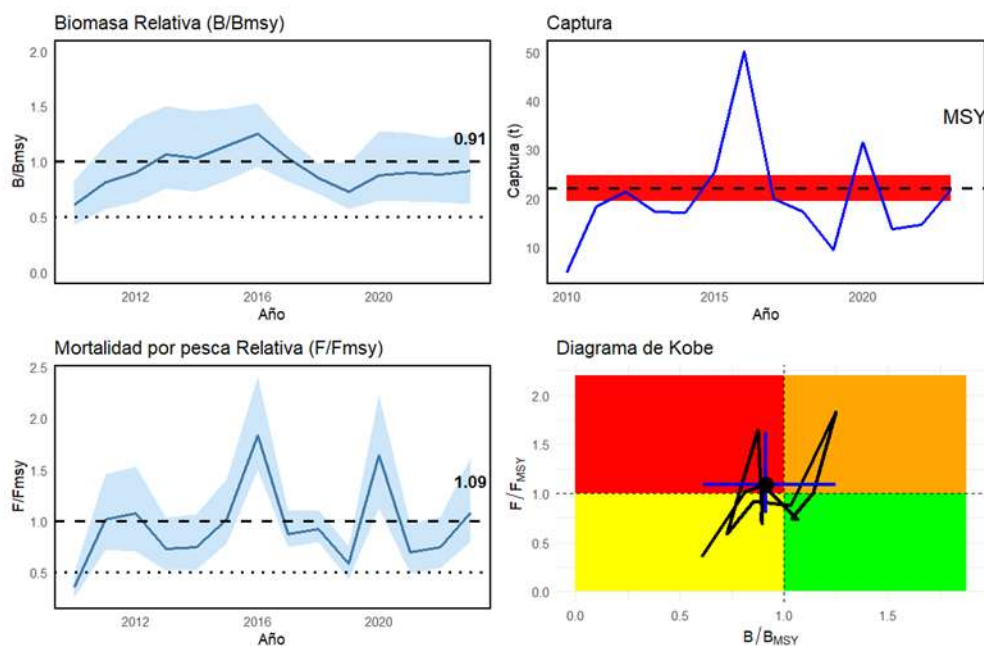 Biomasa Relativa (B/Bmsy)
2.0
1.5
1.0
0.5
0.0
B/Bmsy
0.91
2012
2016
2020
Año
Captura
50
40
30
20
10
Captura (t)
MSY
2010
2015
2020
Año
Mortalidad por pesca Relativa (F/Fmsy)
2.5
2.0
1.5
1.0
0.5
F/Fmsy
1.09
2012
2016
2020
Año
Diagrama de Kobe
2.0
1.5
1.0
0.5
0.0
F/FMSY
0.0
0.5
1.0
1.5
B/BMSY